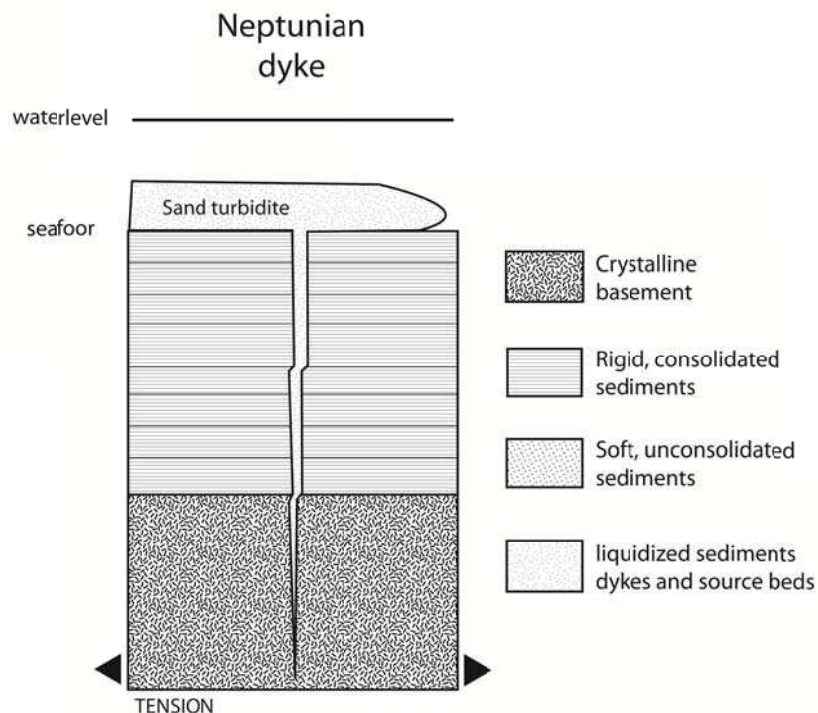 Neptunian
dyke
waterlevel
Sand turbidite
seafoor
Crystalline
basement
Rigid, consolidated
sediments
Soft, unconsolidated
sediments
liquidized sediments
dykes and source beds
TENSION